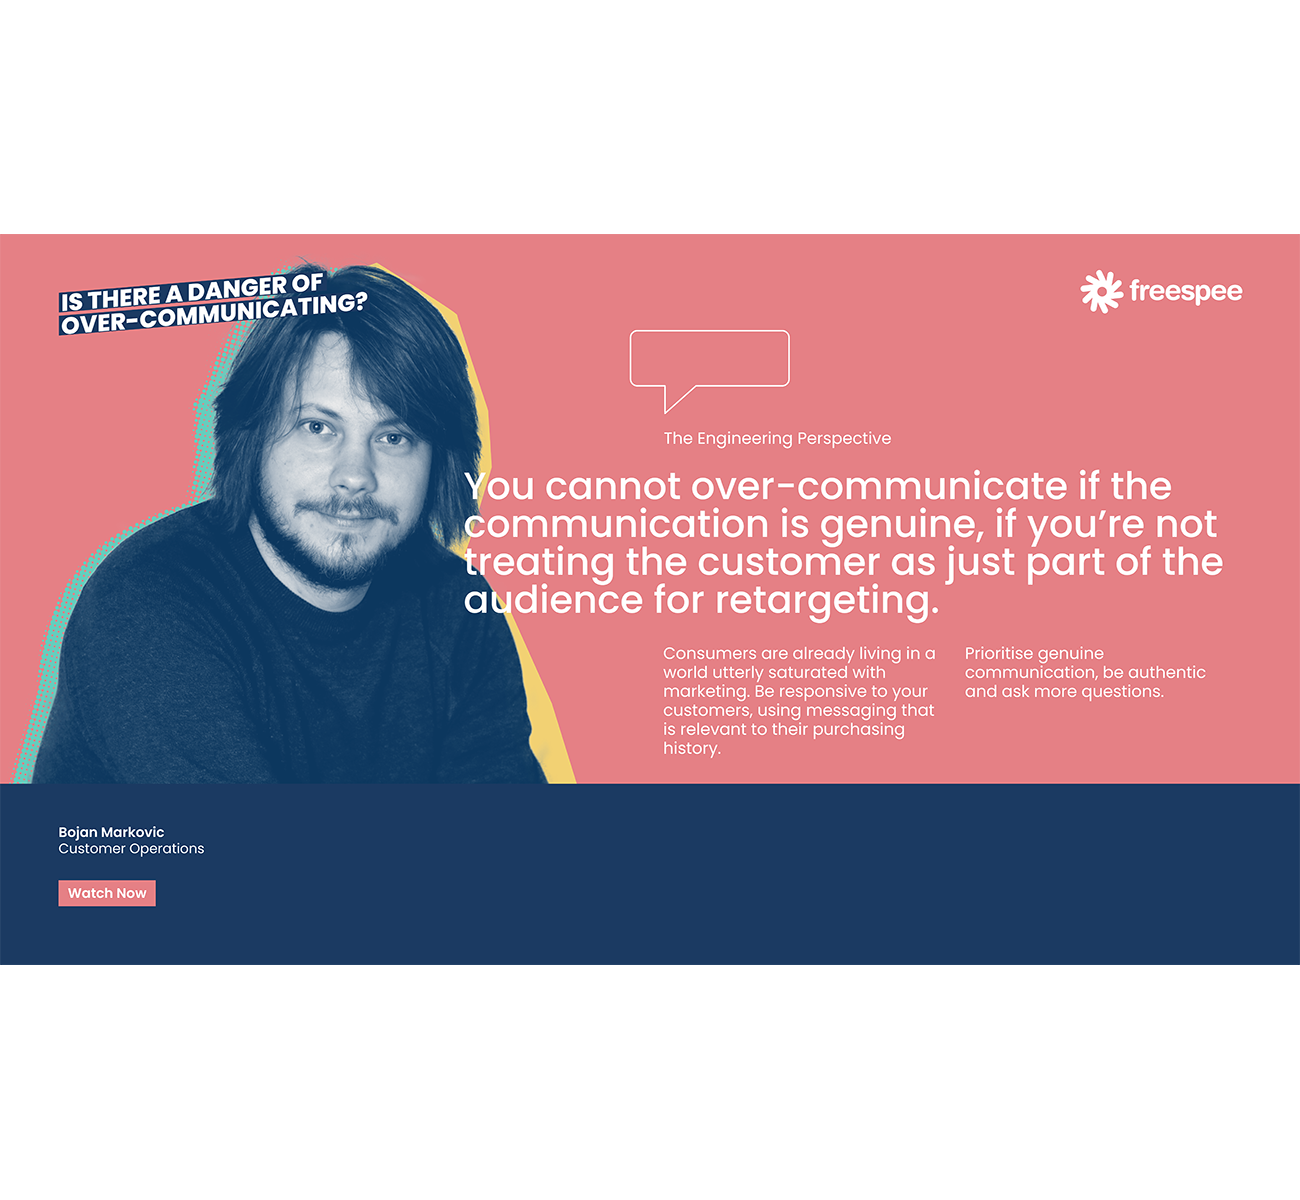 IS THERE A DANGER OF
OVER-COMMUNICATING?
freespee
The Engineering Perspective
You cannot over-communicate if the
communication is genuine, if you’re not
treating the customer as just part of the
audience for retargeting.
Consumers are already living in a
world utterly saturated with
marketing. Be responsive to your
customers, using messaging that
is relevant to their purchasing
history.
Prioritise genuine
communication, be authentic
and ask more questions.
Bojan Markovic
Customer Operations
Watch Now